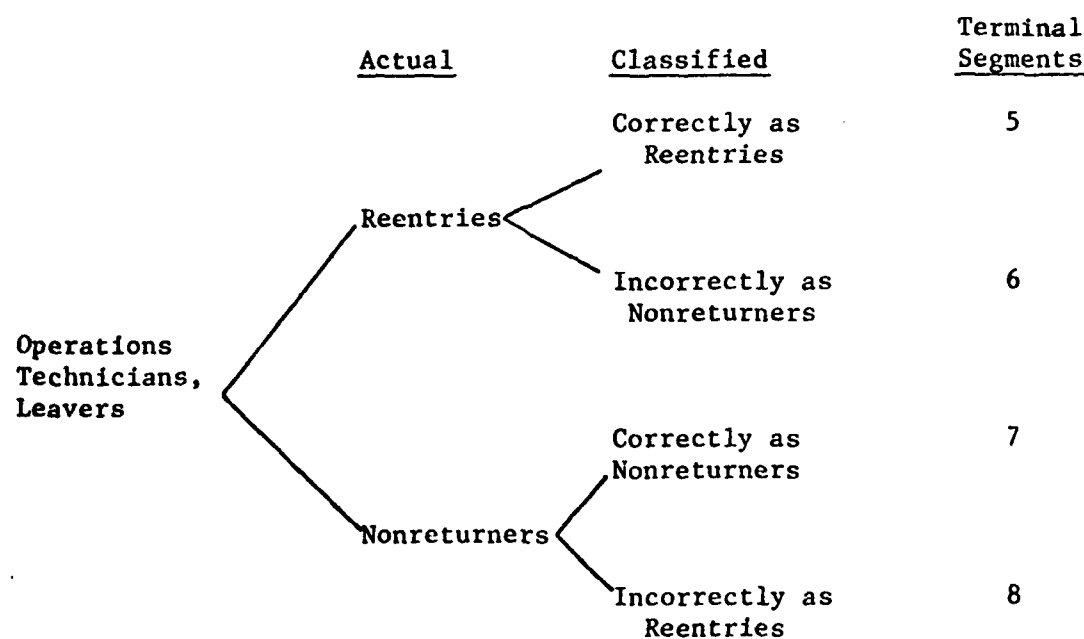 Terminal
Actual Classified Segments
Correctly as 5
Reentries
Reentries
Incorrectly as 6
Nonreturners
Operations
Technicians,
Leavers
Correctly as 7
Nonreturners
Nonreturners
Incorrectly as 8
Reentries